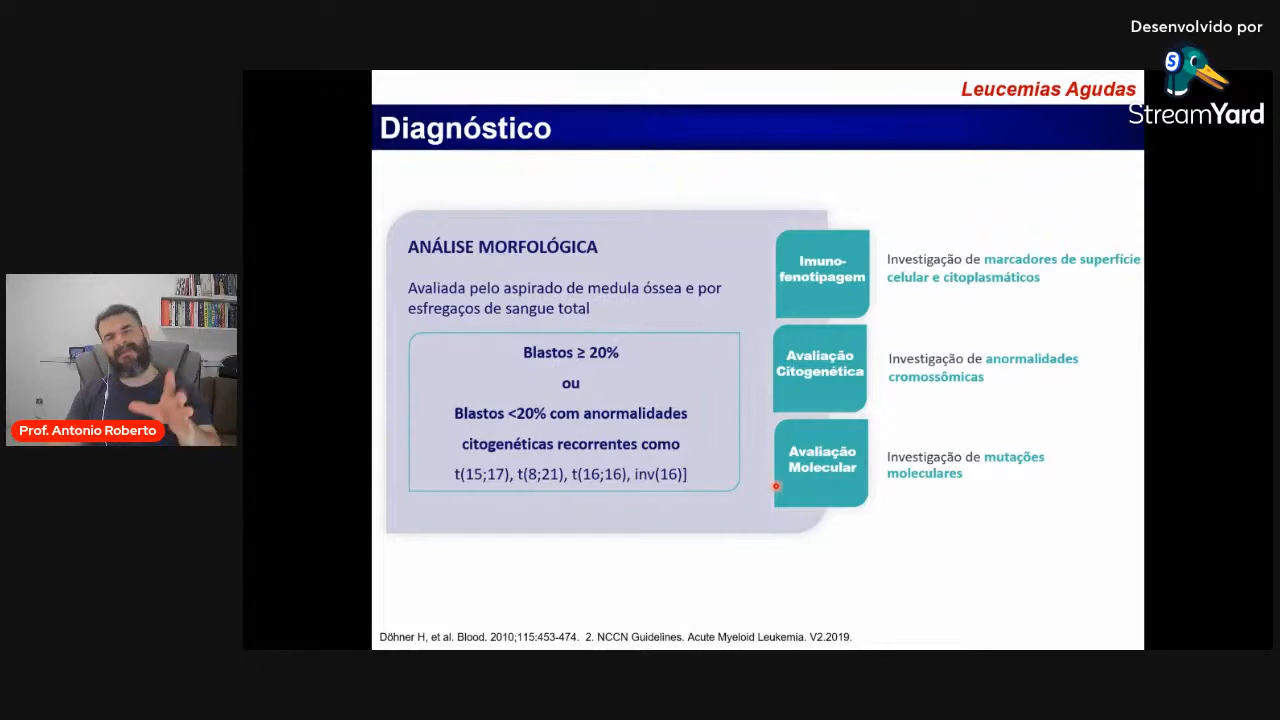 Desenvolvido por
StreamYard
Leucemias Agudas
Diagnóstico
ANÁLISE MORFOLÓGICA
Avaliada pelo aspirado de medula óssea e por
esfregaços de sangue total
Blastos ≥ 20%
ou
Blastos <20% com anormalidades
citogenéticas recorrentes como
t(15;17), t(8;21), t(16;16), inv(16)]
Imuno-
fenotipagem
Investigação de marcadores de superfície
celular e citoplasmáticos
Avaliação
Citogenética
Investigação de anormalidades
cromossômicas
Avaliação
Molecular
Investigação de mutações
moleculares
Prof. Antonio Roberto
Döhner H, et al. Blood. 2010;115:453-474. 2. NCCN Guidelines. Acute Myeloid Leukemia. V2.2019.